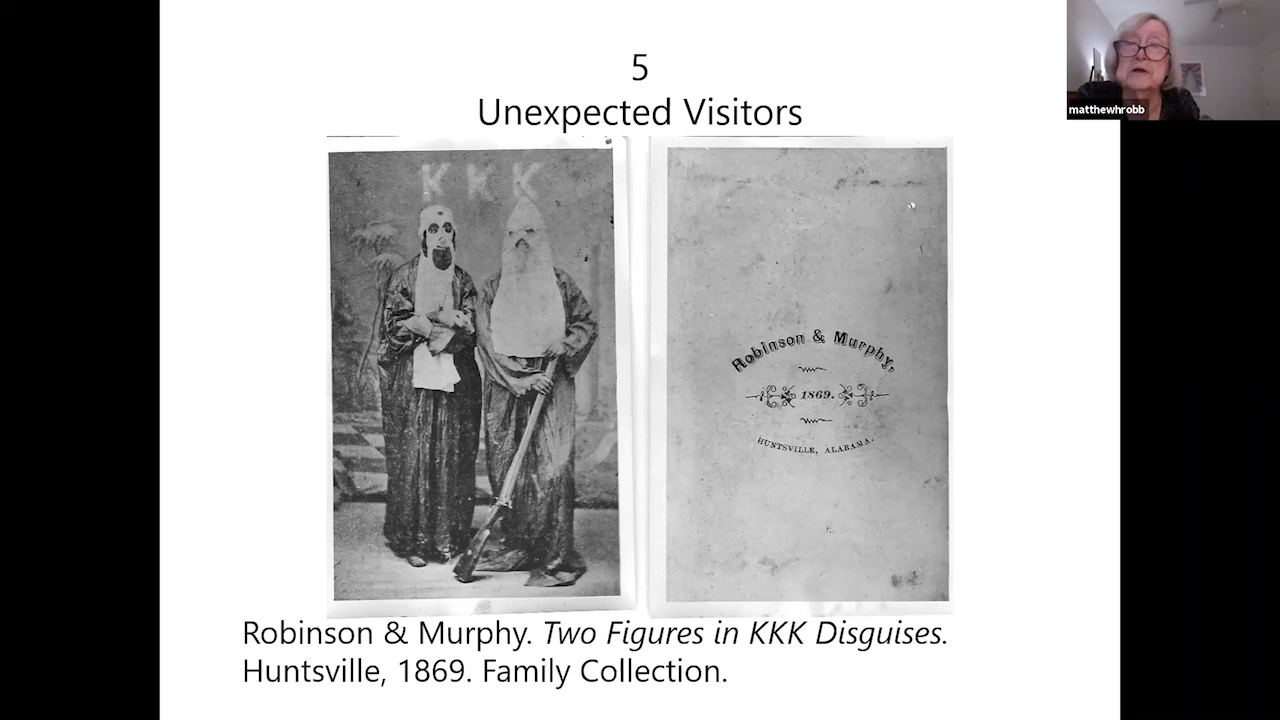 5
Unexpected Visitors
matthewhrobb
K K K
Robinson & Murphy,
1869.
HUNTSVILLE, ALABAMA.
Robinson & Murphy. Two Figures in KKK Disguises.
Huntsville, 1869. Family Collection.